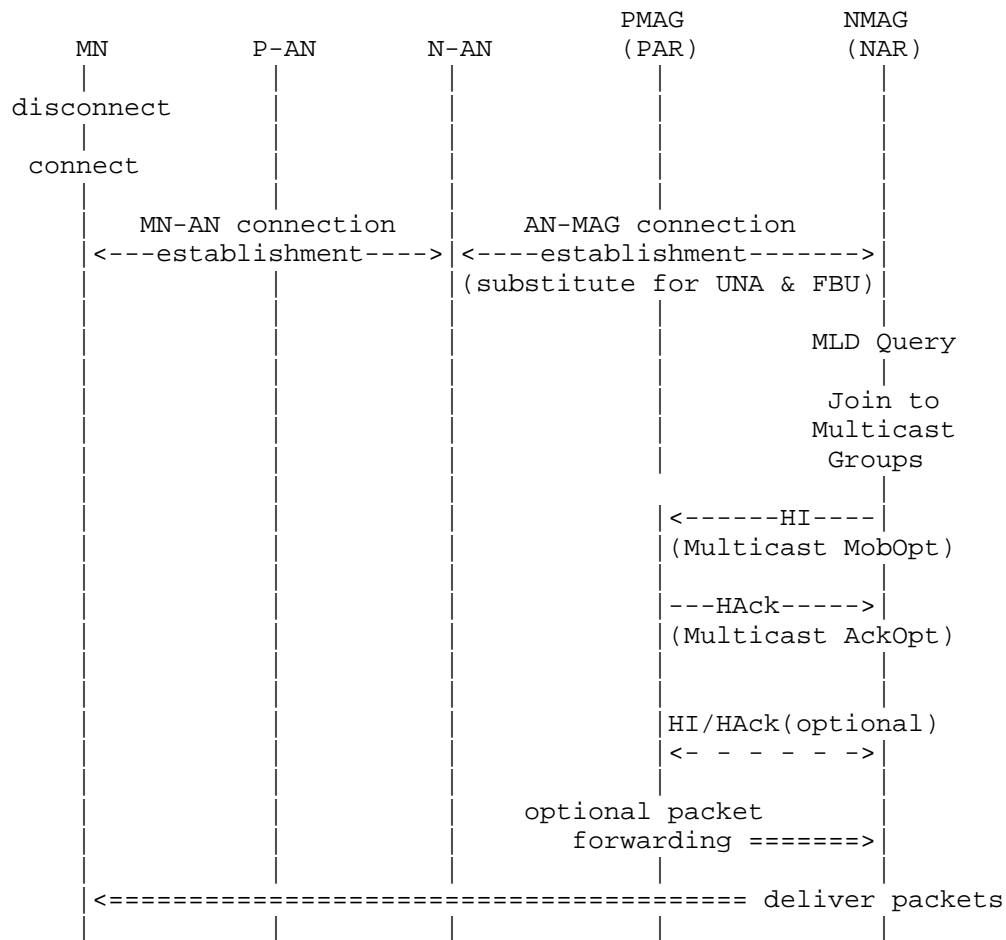 PMAG NMAG
MN P-AN N-AN (PAR) (NAR)
disconnect
connect
MN-AN connection AN-MAG connection
<---establishment----> <----establishment------->
(substitute for UNA & FBU)
MLD Query
Join to
Multicast
Groups
<------HI----
(Multicast MobOpt)
---HAck----->
(Multicast AckOpt)
HI/HAck(optional)
<- - - - - ->
optional packet
forwarding =======>
<======================================= deliver packets